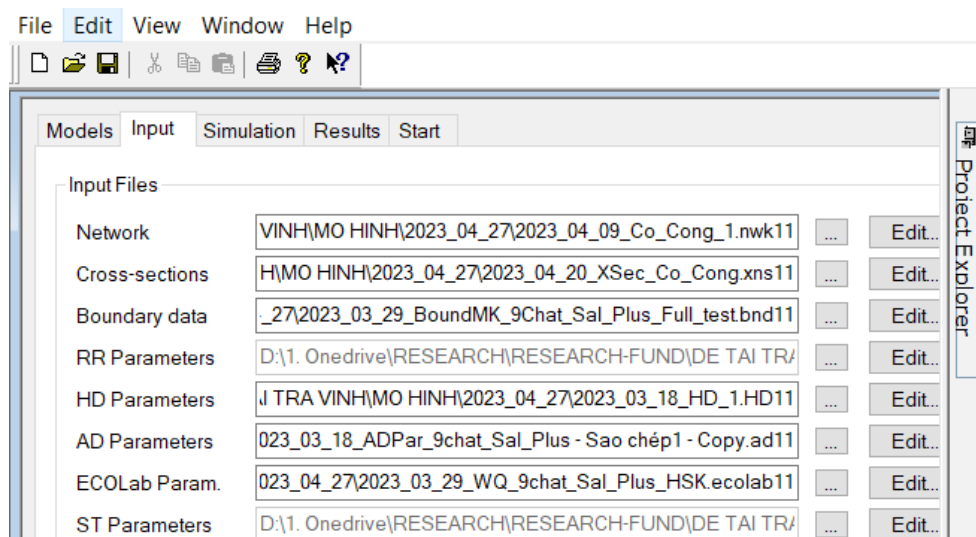 File Edit View Window Help
Models Input Simulation Results Start
Input Files
Network VINH\MO HINH\2023_04_27\2023_04_09_Co_Cong_1.nwk11 ... Edit...
Cross-sections H\MO HINH\2023_04_27\2023_04_20_XSec_Co_Cong.xns11 ... Edit...
Boundary data _27\2023_03_29_BoundMK_9Chat_Sal_Plus_Full_test.bnd11 ... Edit...
RR Parameters D:\1. Onedrive\RESEARCH\RESEARCH-FUND\DE TAI TRA ... Edit...
HD Parameters I TRA VINH\MO HINH\2023_04_27\2023_03_18_HD_1.HD11 ... Edit...
AD Parameters 023_03_18_ADPar_9chat_Sal_Plus - Sao chép1 - Copy.ad11 ... Edit...
ECOLab Param. 023_04_27\2023_03_29_WQ_9chat_Sal_Plus_HSK.ecolab11 ... Edit...
ST Parameters D:\1. Onedrive\RESEARCH\RESEARCH-FUND\DE TAI TRA ... Edit...
Project Explorer